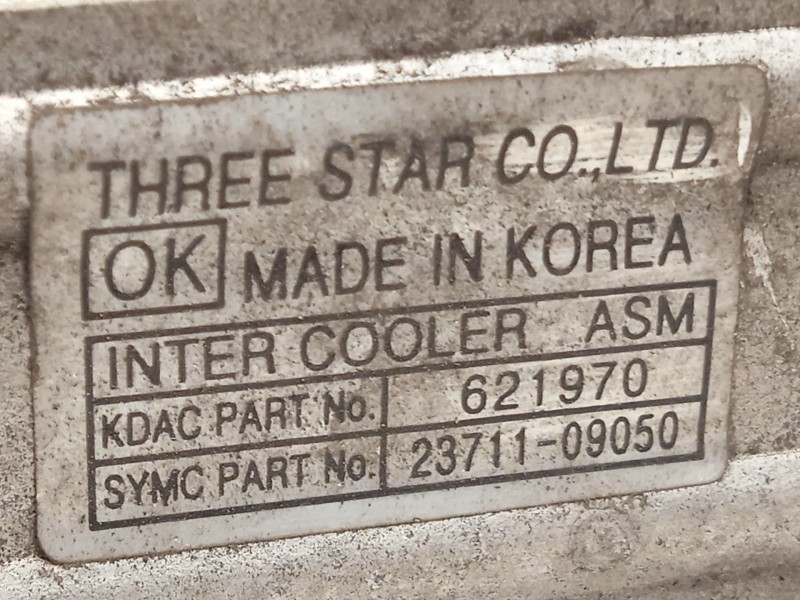 THREE STAR CO.,LTD.
OK MADE IN KOREA
INTER COOLER ASM
KDAC PART No. 621970
SYMC PART No. 23711-09050